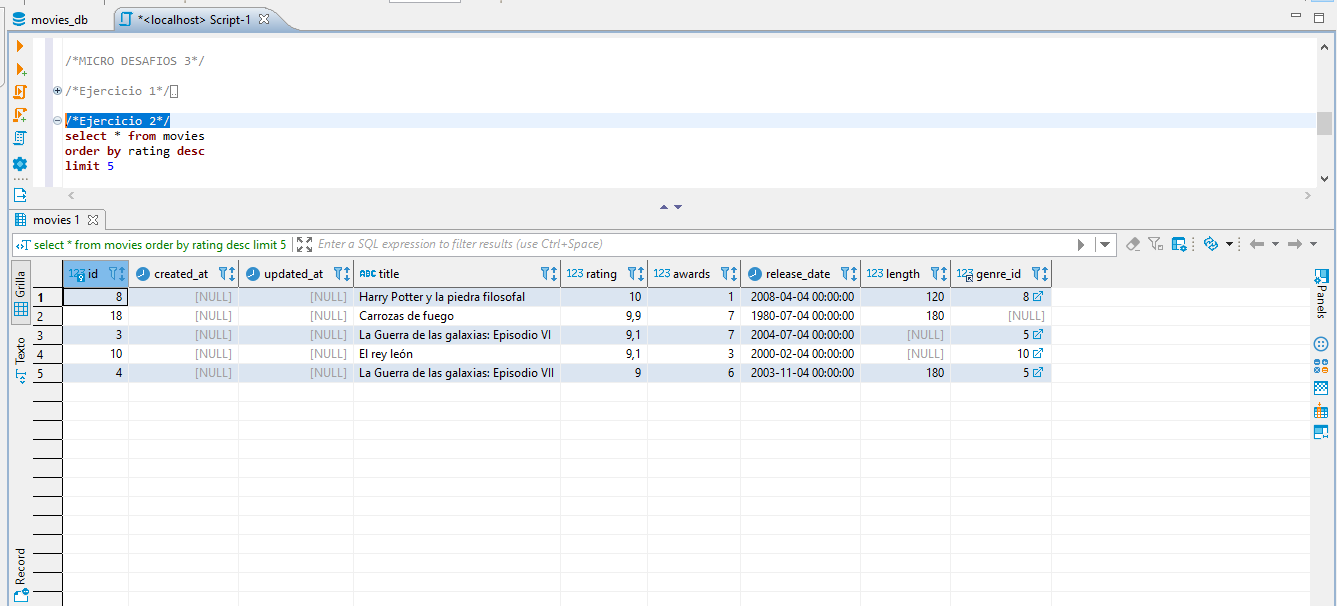 movies_db
*<localhost> Script-1
/*MICRO DESAFIOS 3*/
/*Ejercicio 1*/
/*Ejercicio 2*/
select * from movies
order by rating desc
limit 5
movies 1
select * from movies order by rating desc limit 5 Enter a SQL expression to filter results (use Ctrl+Space)
Grilla
Texto
Record
Panels
123 id created_at updated_at ABC title 123 rating 123 awards release_date 123 length 123 genre_id
1 8 [NULL] [NULL] Harry Potter y la piedra filosofal 10 1 2008-04-04 00:00:00 120 8
2 18 [NULL] [NULL] Carrozas de fuego 9,9 7 1980-07-04 00:00:00 180 [NULL]
3 3 [NULL] [NULL] La Guerra de las galaxias: Episodio VI 9,1 7 2004-07-04 00:00:00 [NULL] 5
4 10 [NULL] [NULL] El rey león 9,1 3 2000-02-04 00:00:00 [NULL] 10
5 4 [NULL] [NULL] La Guerra de las galaxias: Episodio VII 9 6 2003-11-04 00:00:00 180 5